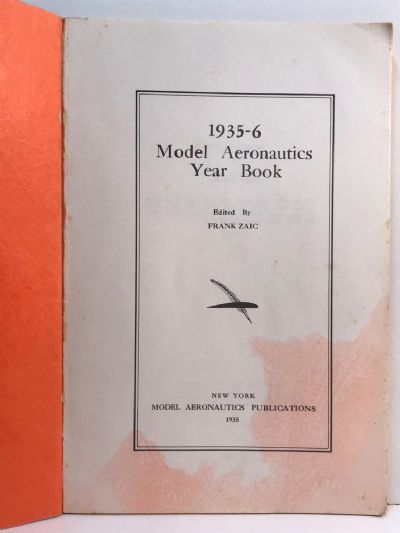 1935-6
Model Aeronautics
Year Book
Edited By
FRANK ZAIC
NEW YORK
MODEL AERONAUTICS PUBLICATIONS
1935